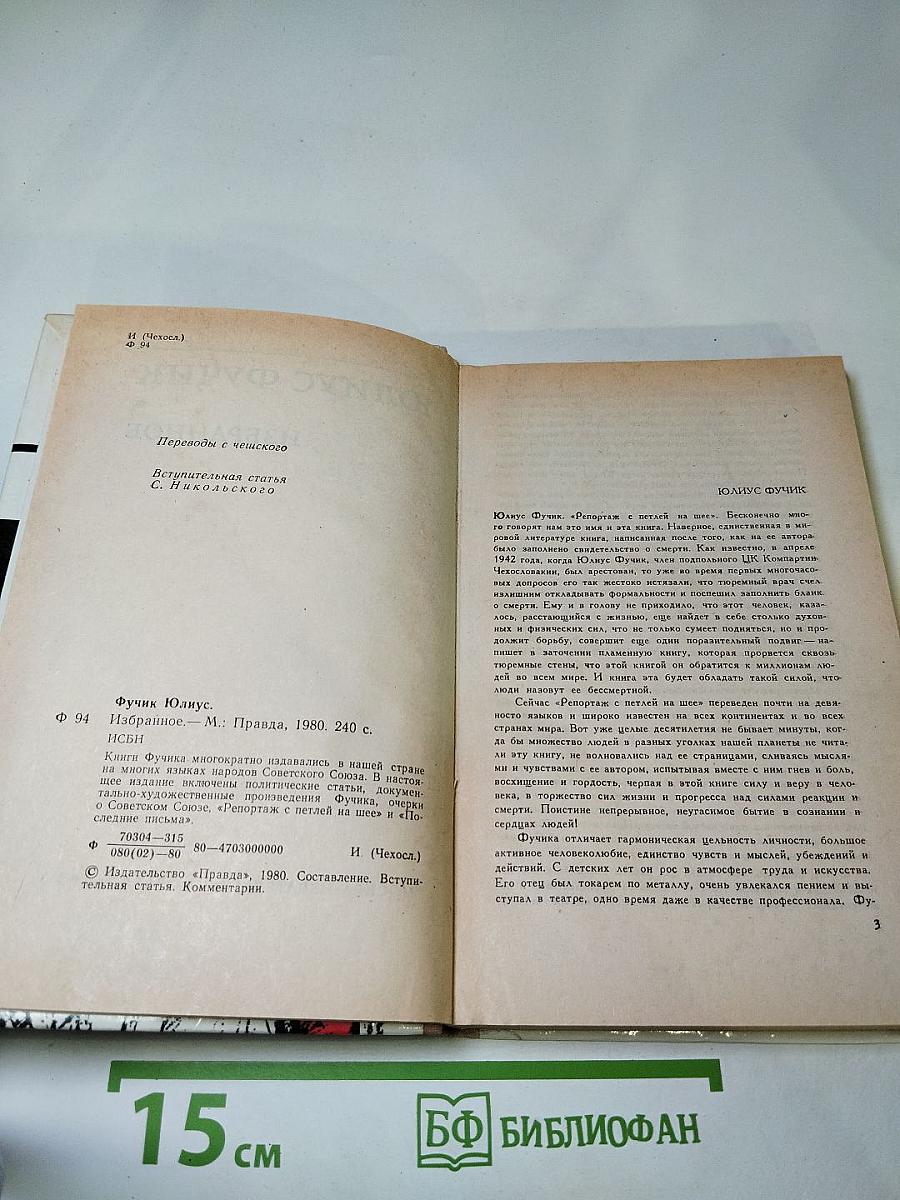 И (Чехосл.)
Ф 94
Переводы с чешского
Вступительная статья
С. Никольского
Фучик Юлиус.
Ф 94 Избранное.— М.: Правда, 1980. 240 с.
ИСБН
Книги Фучика многократно издавались в нашей стране
на многих языках народов Советского Союза. В настоя-
щее издание включены политические статьи, докумен-
тально-художественные произведения Фучика, очерки
о Советском Союзе, «Репортаж с петлей на шее» и «По-
следние письма».
Ф 70304—315
080(02)—80 80—4703000000 И (Чехосл.)
© Издательство «Правда», 1980. Составление. Вступи-
тельная статья. Комментарии.
ЮЛИУС ФУЧИК
Юлиус Фучик. «Репортаж с петлей на шее». Бесконечно мно-
го говорят нам это имя и эта книга. Наверное, единственная в ми-
ровой литературе книга, написанная после того, как на ее автора
было заполнено свидетельство о смерти. Как известно, в апреле
1942 года, когда Юлиус Фучик, член подпольного ЦК Компартии
Чехословакии, был арестован, то уже во время первых многочасо-
вых допросов его так жестоко истязали, что тюремный врач счел
излишним откладывать формальности и поспешил заполнить бланк
о смерти. Ему и в голову не приходило, что этот человек, каза-
лось, расстающийся с жизнью, еще найдет в себе столько духов-
ных и физических сил, что не только сумеет подняться, но и про-
должит борьбу, совершит еще один поразительный подвиг — на-
пишет в заточении пламенную книгу, которая прорвется сквозь
тюремные стены, что этой книгой он обратится к миллионам лю-
дей во всем мире. И книга эта будет обладать такой силой, что
люди назовут ее бессмертной.
Сейчас «Репортаж с петлей на шее» переведен почти на девя-
носто языков и широко известен на всех континентах и во всех
странах мира. Вот уже целые десятилетия не бывает минуты, ког-
да бы множество людей в разных уголках нашей планеты не чита-
ли эту книгу, не волновались над ее страницами, сливаясь мысля-
ми и чувствами с ее автором, испытывая вместе с ним гнев и боль,
восхищение и гордость, черпая в этой книге силу и веру в чело-
века, в торжество сил жизни и прогресса над силами реакции и
смерти. Поистине непрерывное, неугасимое бытие в сознании и
сердцах людей!
Фучика отличает гармоническая цельность личности, большое
активное человеколюбие, единство чувств и мыслей, убеждений и
действий. С детских лет он рос в атмосфере труда и искусства.
Его отец был токарем по металлу, очень увлекался пением и вы-
ступал в театре, одно время даже в качестве профессионала. Фу-
3
15 см
БФ БИБЛИОФАН